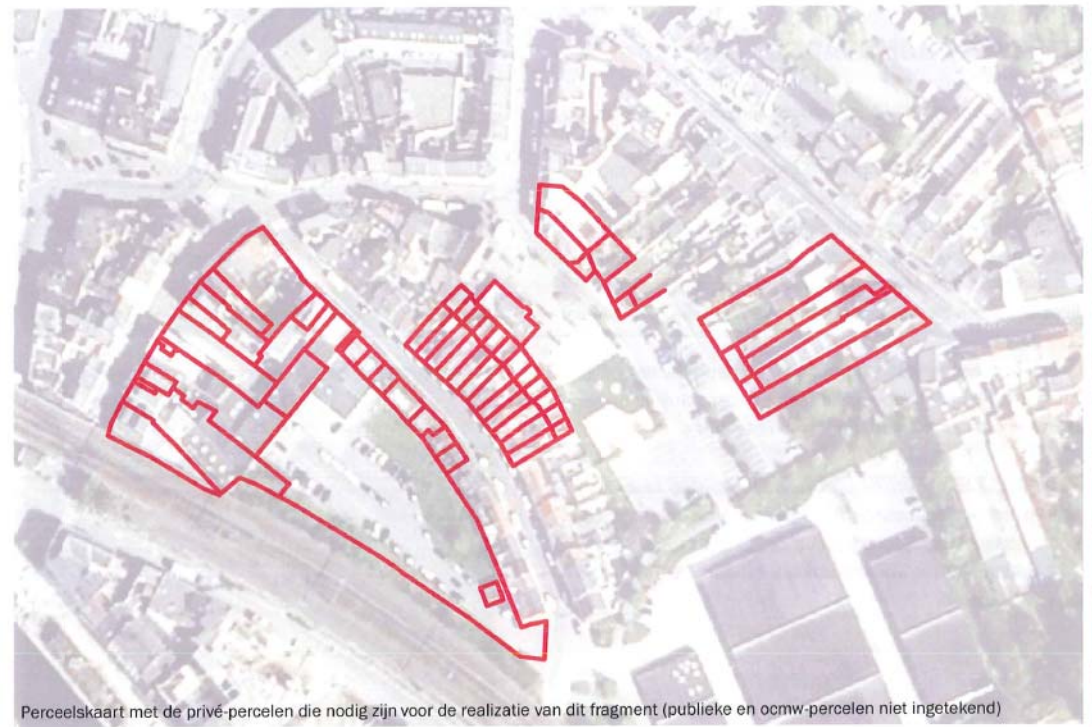 Perceelskaart met de privé-percelen die nodig zijn voor de realizatie van dit fragment (publieke en ocmw-percelen niet ingetekend)